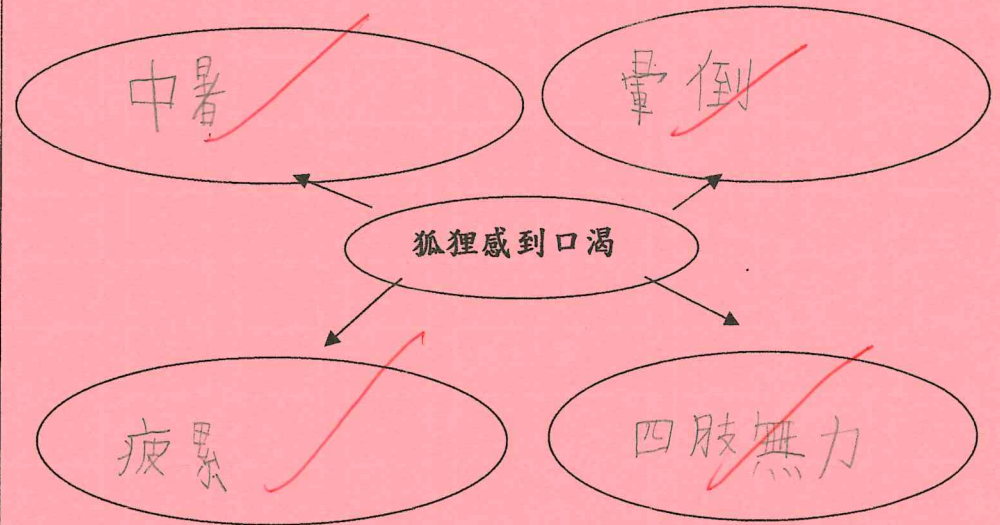 中暑
暈倒
狐狸感到口渴
疲累
四肢無力